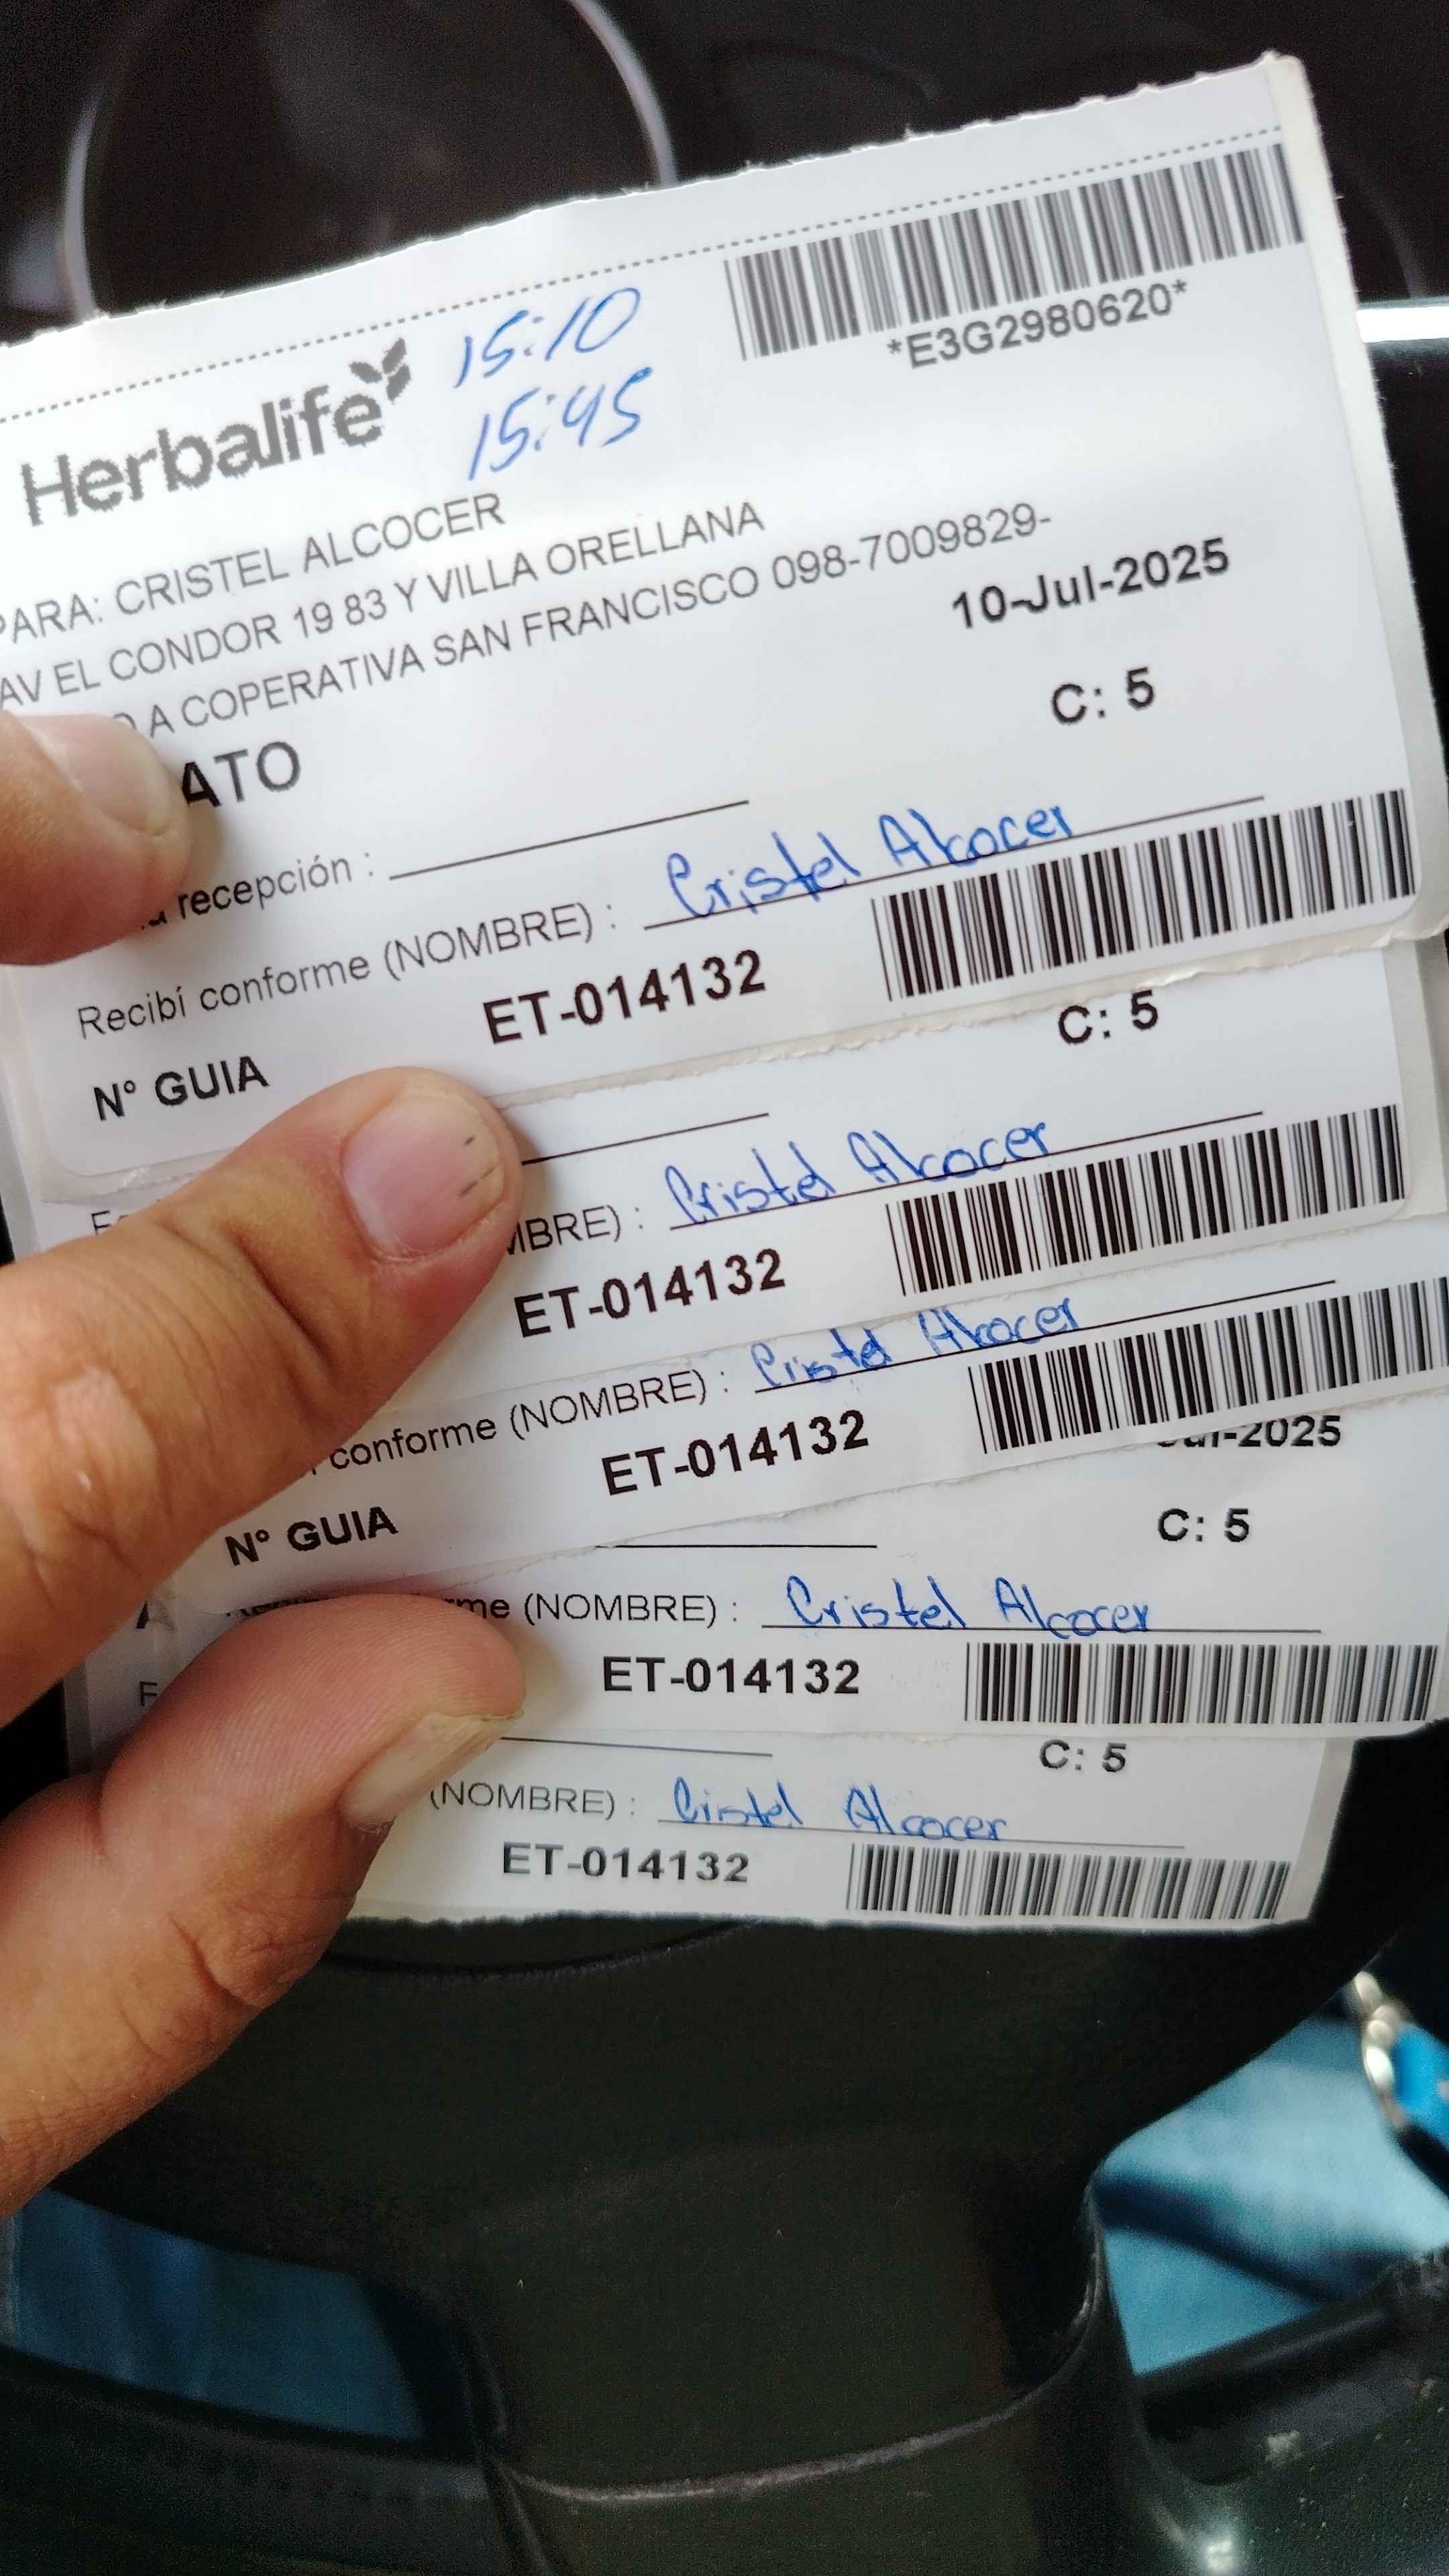 *E3G2980620*
Herbalife
15:10
15:45
PARA: CRISTEL ALCOCER
AV EL CONDOR 19 83 Y VILLA ORELLANA
A COPERATIVA SAN FRANCISCO 098-7009829-
10-Jul-2025
ATO
C: 5
recepción :
Recibí conforme (NOMBRE) : Cristel Alcocer
N° GUIA ET-014132
C: 5
MBRE) : Cristel Alcocer
ET-014132
conforme (NOMBRE) : Cristel Alcocer
N° GUIA ET-014132
Jul-2025
C: 5
me (NOMBRE) : Cristel Alcocer
ET-014132
C: 5
(NOMBRE) : Cristel Alcocer
ET-014132